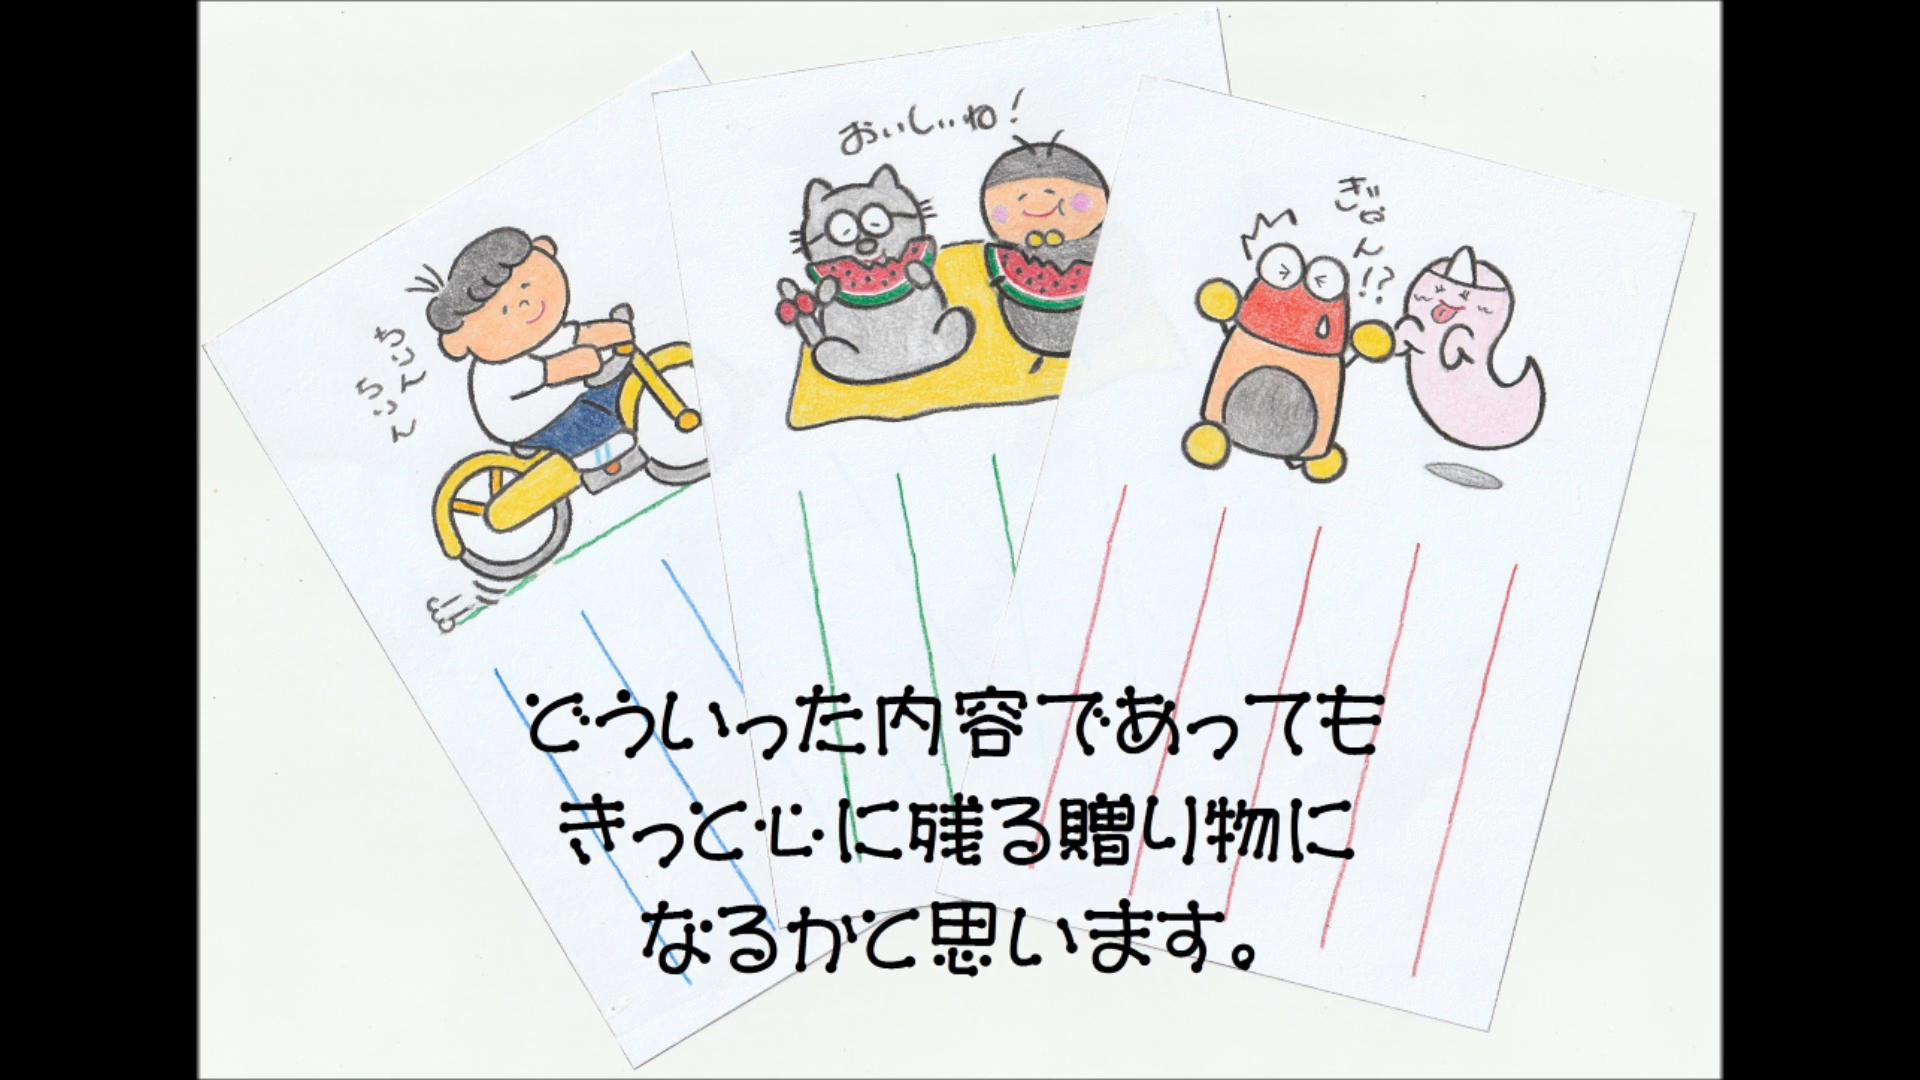 ちりん
ちりん
おいしいね!
ぎゃん!?
どういった内容であっても
きっと心に残る贈り物に
なるかと思います。